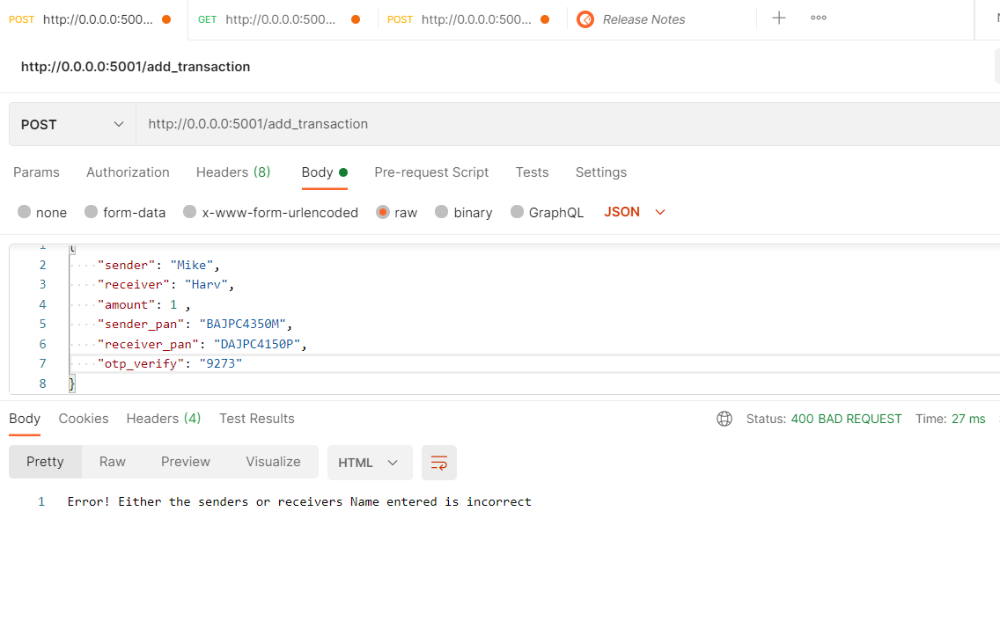 POST http://0.0.0.0:500... GET http://0.0.0.0:500... POST http://0.0.0.0:500... Release Notes + ooo
http://0.0.0.0:5001/add_transaction
POST http://0.0.0.0:5001/add_transaction
Params Authorization Headers (8) Body Pre-request Script Tests Settings
none form-data x-www-form-urlencoded raw binary GraphQL JSON
1 {
2 "sender": "Mike",
3 "receiver": "Harv",
4 "amount": 1 ,
5 "sender_pan": "BAJPC4350M",
6 "receiver_pan": "DAJPC4150P",
7 "otp_verify": "9273"
8 }
Body Cookies Headers (4) Test Results Status: 400 BAD REQUEST Time: 27 ms
Pretty Raw Preview Visualize HTML
1 Error! Either the senders or receivers Name entered is incorrect